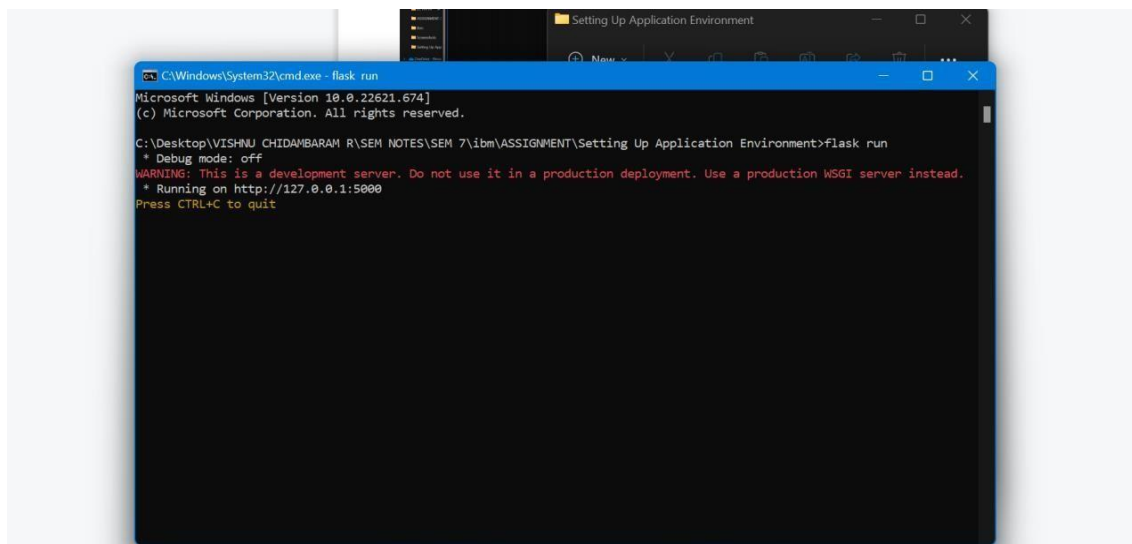 Setting Up Application Environment
New
C:\Windows\System32\cmd.exe - flask run
Microsoft Windows [Version 10.0.22621.674]
(c) Microsoft Corporation. All rights reserved.
C:\Desktop\VISHNU CHIDAMBARAM R\SEM NOTES\SEM 7\ibm\ASSIGNMENT\Setting Up Application Environment>flask run
* Debug mode: off
WARNING: This is a development server. Do not use it in a production deployment. Use a production WSGI server instead.
* Running on http://127.0.0.1:5000
Press CTRL+C to quit